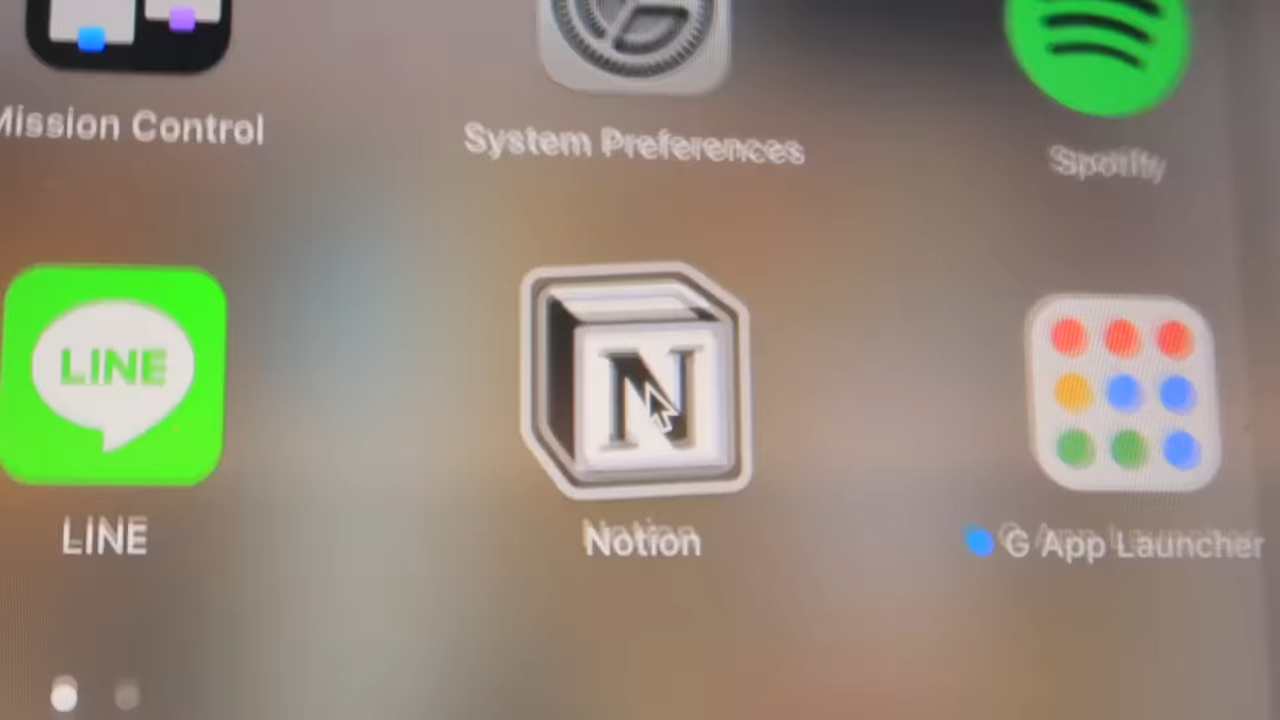 Mission Control
System Preferences
Spotify
LINE
N
LINE
Notion
G App Launcher